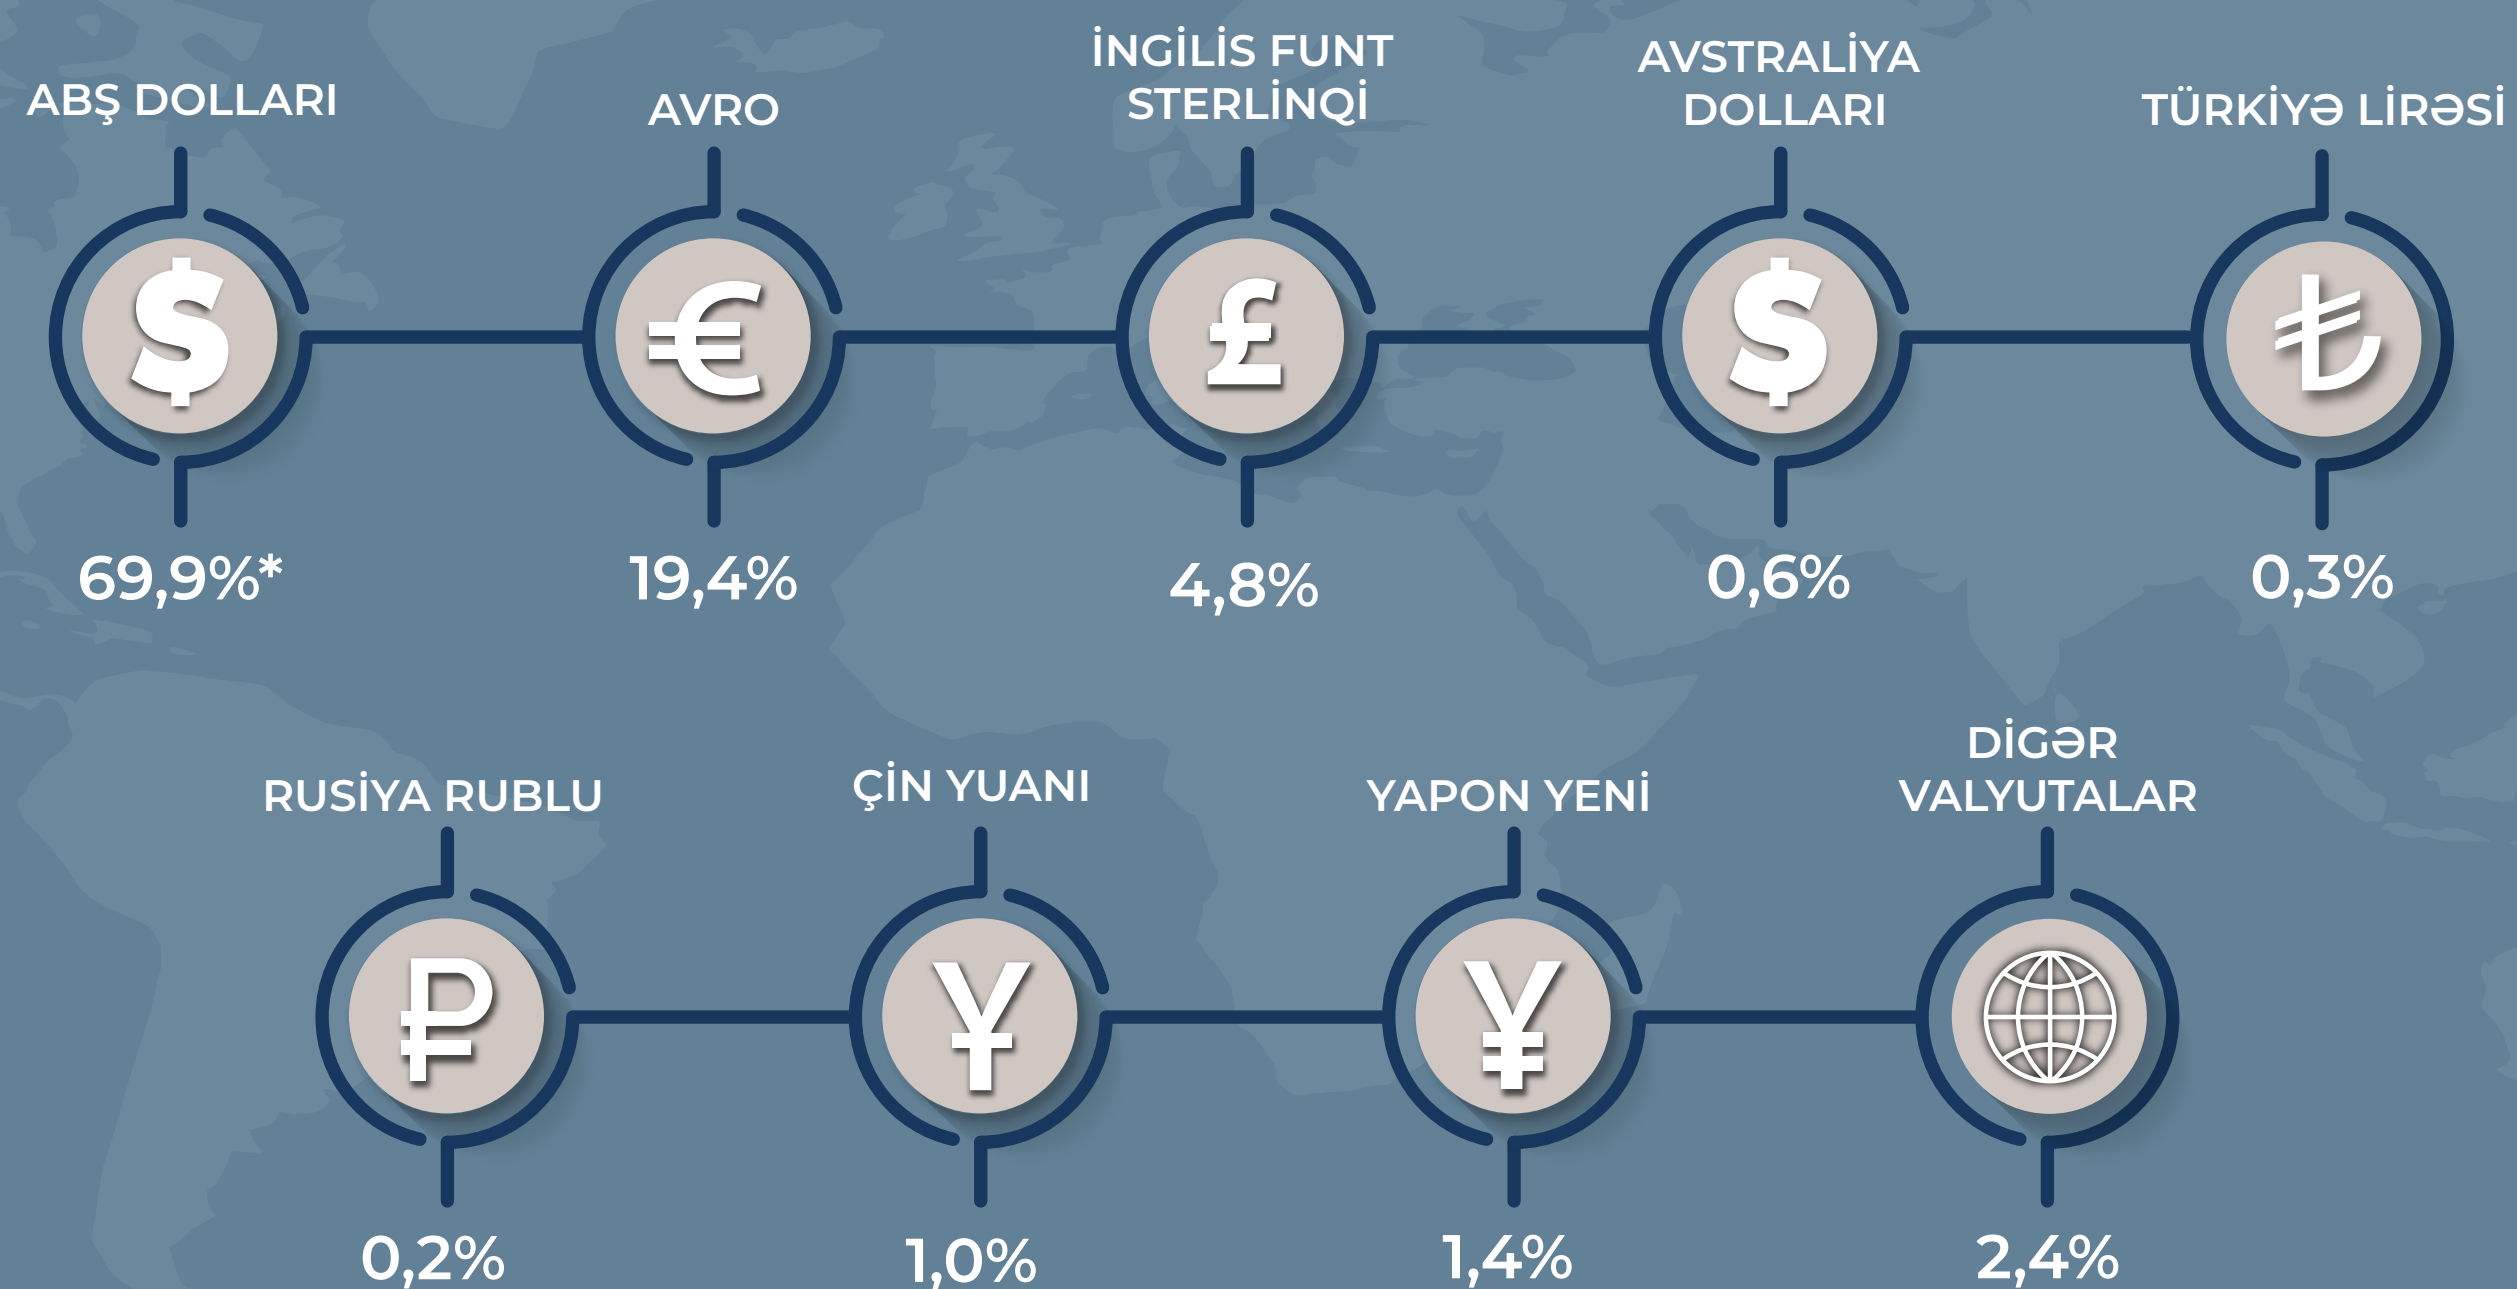 ABŞ DOLLARI
AVRO
İNGİLİS FUNT
STERLİNQİ
AVSTRALİYA
DOLLARI
TÜRKİYƏ LİRƏSİ
$
€
£
$
₺
69,9%*
19,4%
4,8%
0,6%
0,3%
RUSİYA RUBLU
ÇİN YUANI
YAPON YENİ
DİGƏR
VALYUTALAR
₽
Y
¥
0,2%
1,0%
1,4%
2,4%